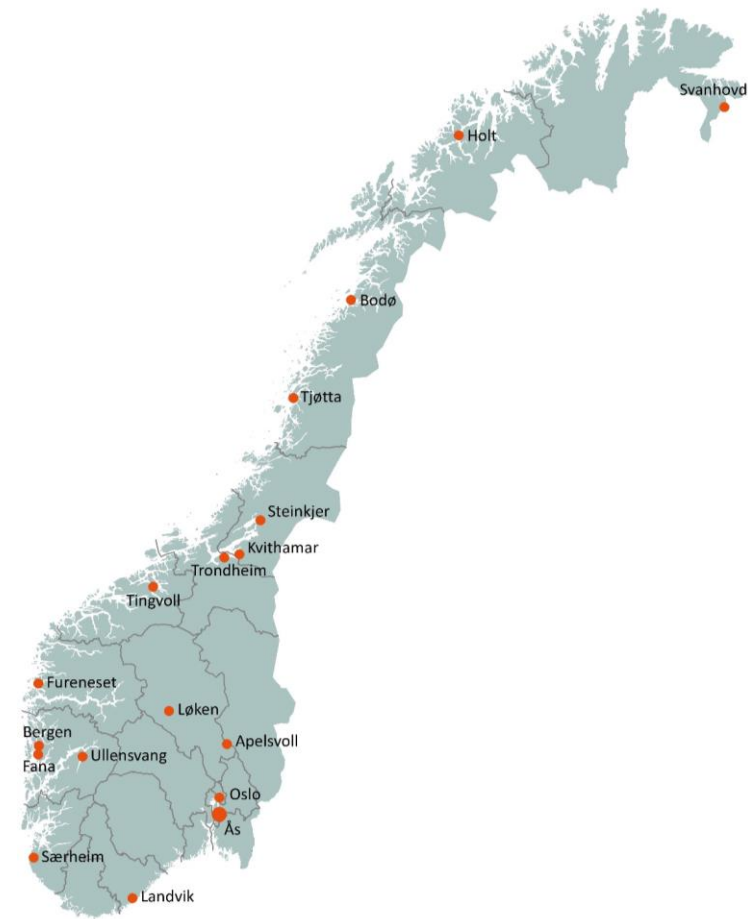 Svanhovd
Holt
Bodø
Tjøtta
Steinkjer
Kvithamar
Trondheim
Tingvoll
Fureneset
Løken
Bergen
Apelsvoll
Ullensvang
Fana
Oslo
Ås
Særheim
Landvik